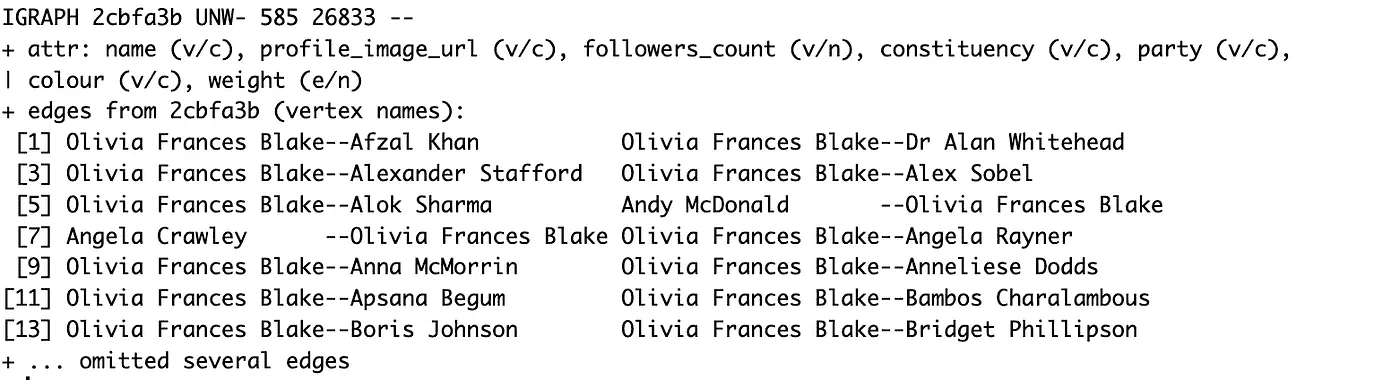 IGRAPH 2cbfa3b UNW- 585 26833 --
+ attr: name (v/c), profile_image_url (v/c), followers_count (v/n), constituency (v/c), party (v/c),
| colour (v/c), weight (e/n)
+ edges from 2cbfa3b (vertex names):
 [1] Olivia Frances Blake--Afzal Khan           Olivia Frances Blake--Dr Alan Whitehead
 [3] Olivia Frances Blake--Alexander Stafford   Olivia Frances Blake--Alex Sobel
 [5] Olivia Frances Blake--Alok Sharma          Andy McDonald       --Olivia Frances Blake
 [7] Angela Crawley      --Olivia Frances Blake Olivia Frances Blake--Angela Rayner
 [9] Olivia Frances Blake--Anna McMorrin        Olivia Frances Blake--Anneliese Dodds
[11] Olivia Frances Blake--Apsana Begum         Olivia Frances Blake--Bambos Charalambous
[13] Olivia Frances Blake--Boris Johnson        Olivia Frances Blake--Bridget Phillipson
+ ... omitted several edges